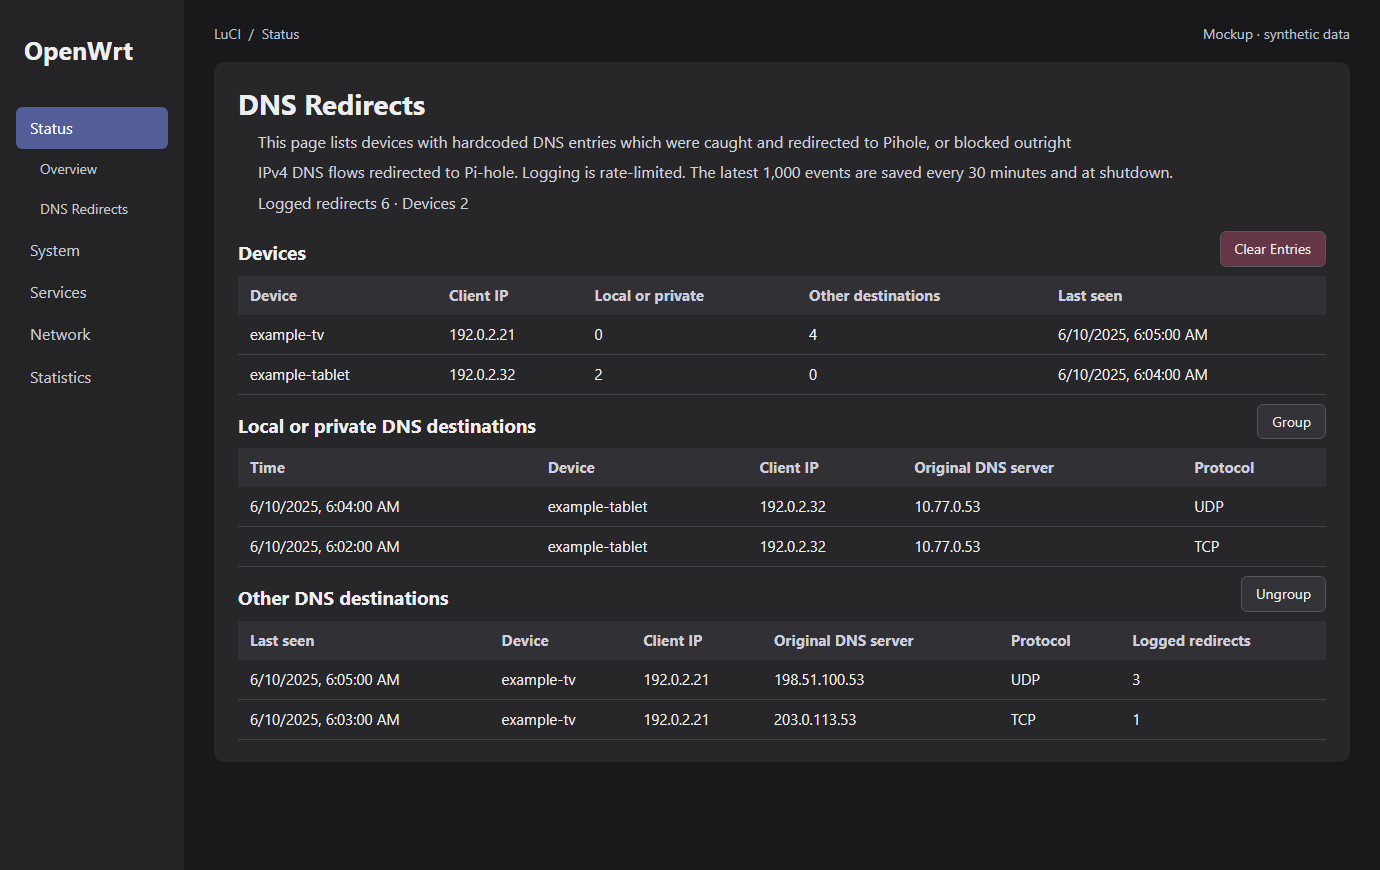 OpenWrt
Status
Overview
DNS Redirects
System
Services
Network
Statistics
LuCI / Status
Mockup · synthetic data
DNS Redirects
This page lists devices with hardcoded DNS entries which were caught and redirected to Pihole, or blocked outright
IPv4 DNS flows redirected to Pi-hole. Logging is rate-limited. The latest 1,000 events are saved every 30 minutes and at shutdown.
Logged redirects 6 · Devices 2
Devices
Clear Entries
Device Client IP Local or private Other destinations Last seen
example-tv 192.0.2.21 0 4 6/10/2025, 6:05:00 AM
example-tablet 192.0.2.32 2 0 6/10/2025, 6:04:00 AM
Local or private DNS destinations
Group
Time Device Client IP Original DNS server Protocol
6/10/2025, 6:04:00 AM example-tablet 192.0.2.32 10.77.0.53 UDP
6/10/2025, 6:02:00 AM example-tablet 192.0.2.32 10.77.0.53 TCP
Other DNS destinations
Ungroup
Last seen Device Client IP Original DNS server Protocol Logged redirects
6/10/2025, 6:05:00 AM example-tv 192.0.2.21 198.51.100.53 UDP 3
6/10/2025, 6:03:00 AM example-tv 192.0.2.21 203.0.113.53 TCP 1